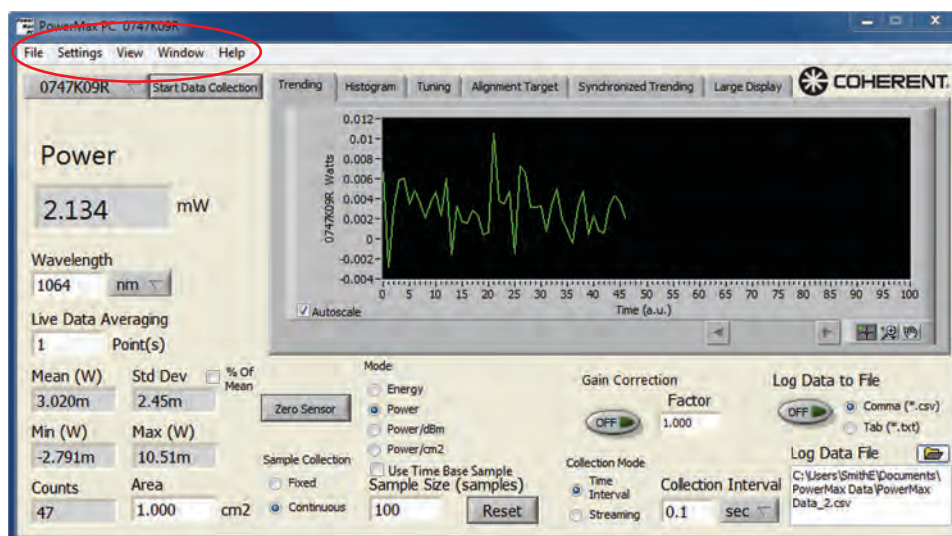 PowerMax PC 0747K09R
File Settings View Window Help
0747K09R Start Data Collection
Trending Histogram Tuning Alignment Target Synchronized Trending Large Display COHERENT.
Power
2.134 mW
Wavelength
1064 nm
Live Data Averaging
1 Point(s)
0747K09R Watts
0.012
0.01
0.008
0.006
0.004
0.002
0
-0.002
-0.004
0 5 10 15 20 25 30 35 40 45 50 55 60 65 70 75 80 85 90 95 100
Time (a.u.)
Autoscale
Mean (W) Std Dev % Of Mean
3.020m 2.45m
Min (W) Max (W)
-2.791m 10.51m
Counts Area
47 1.000 cm2
Zero Sensor
Mode
Energy
Power
Power/dBm
Power/cm2
Use Time Base Sample
Sample Collection
Fixed
Continuous
Sample Size (samples)
100 Reset
Gain Correction
OFF
Factor
1.000
Collection Mode
Time Interval
Streaming
Collection Interval
0.1 sec
Log Data to File
OFF
Comma (*.csv)
Tab (*.txt)
Log Data File
C:\Users\SmithE\Documents\
PowerMax Data\PowerMax
Data_2.csv